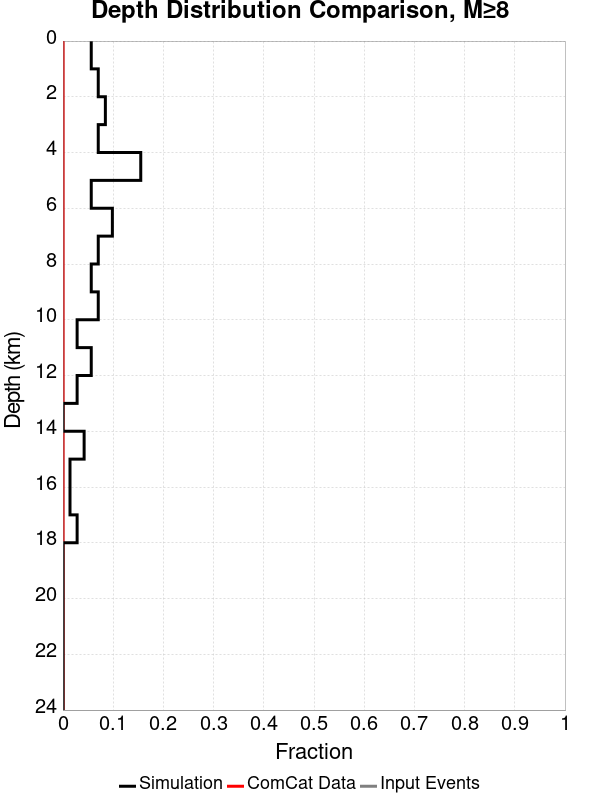 Depth Distribution Comparison, M≥8
0
2
4
6
8
10
12
14
16
18
20
22
24
Depth (km)
0 0.1 0.2 0.3 0.4 0.5 0.6 0.7 0.8 0.9 1
Fraction
Simulation ComCat Data Input Events